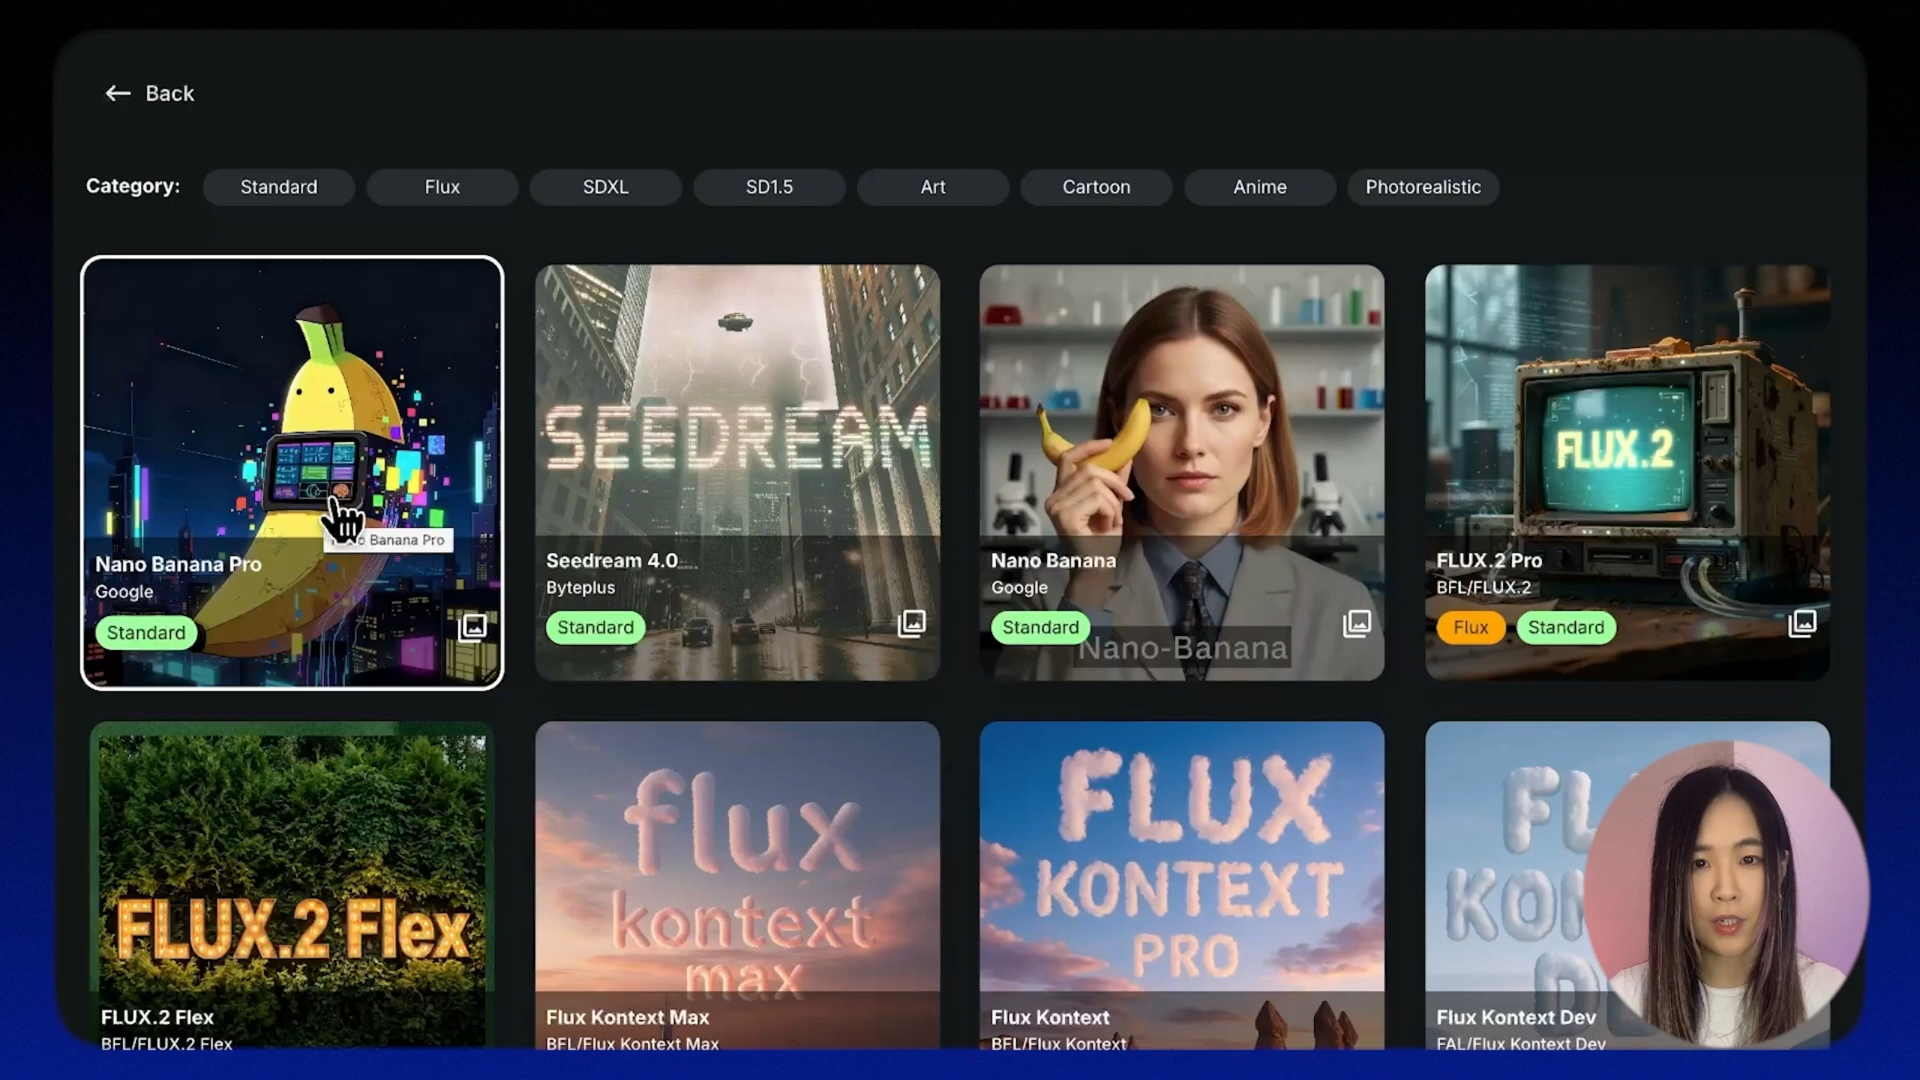 Back
Category:
Standard
Flux
SDXL
SD1.5
Art
Cartoon
Anime
Photorealistic
Banana Pro
Nano Banana Pro
Google
Standard
SEEDREAM
Seedream 4.0
Byteplus
Standard
Nano Banana
Google
Standard
Nano-Banana
FLUX.2
FLUX.2 Pro
BFL/FLUX.2
Flux
Standard
FLUX.2 Flex
FLUX.2 Flex
BFL/FLUX.2 Flex
flux
kontext
max
Flux Kontext Max
BFL/Flux Kontext Max
FLUX
KONTEXT
PRO
Flux Kontext
BFL/Flux Kontext
Flux Kontext Dev
FAL/Flux Kontext Dev